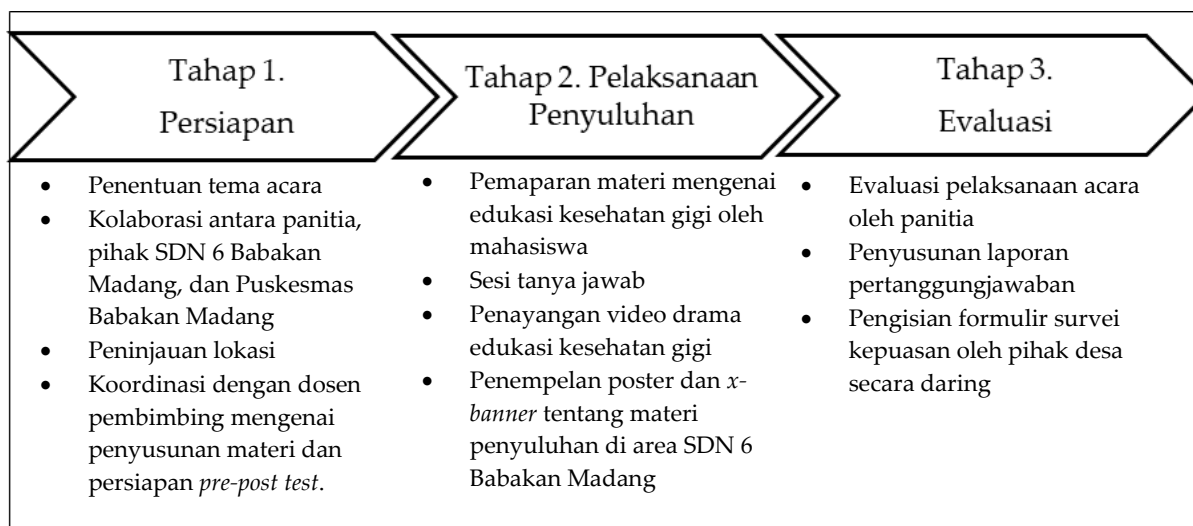 Tahap 1.
Persiapan
Tahap 2. Pelaksanaan
Penyuluhan
Tahap 3.
Evaluasi
• Penentuan tema acara
• Kolaborasi antara panitia,
pihak SDN 6 Babakan
Madang, dan Puskesmas
Babakan Madang
• Peninjauan lokasi
• Koordinasi dengan dosen
pembimbing mengenai
penyusunan materi dan
persiapan pre-post test.
• Pemaparan materi mengenai
edukasi kesehatan gigi oleh
mahasiswa
• Sesi tanya jawab
• Penayangan video drama
edukasi kesehatan gigi
• Penempelan poster dan x-
banner tentang materi
penyuluhan di area SDN 6
Babakan Madang
• Evaluasi pelaksanaan acara
oleh panitia
• Penyusunan laporan
pertanggungjawaban
• Pengisian formulir survei
kepuasan oleh pihak desa
secara daring